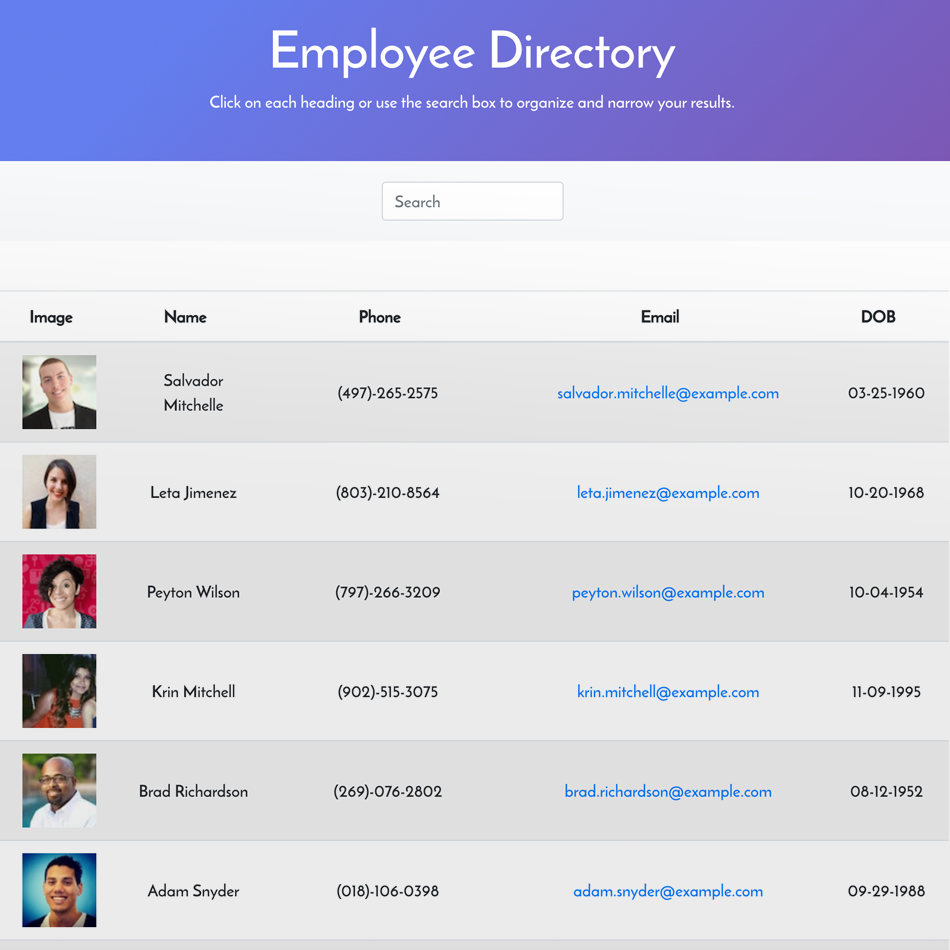 Employee Directory
Click on each heading or use the search box to organize and narrow your results.
Search
Image Name Phone Email DOB
Salvador
Mitchelle
(497)-265-2575 salvador.mitchelle@example.com 03-25-1960
Leta Jimenez (803)-210-8564 leta.jimenez@example.com 10-20-1968
Peyton Wilson (797)-266-3209 peyton.wilson@example.com 10-04-1954
Krin Mitchell (902)-515-3075 krin.mitchell@example.com 11-09-1995
Brad Richardson (269)-076-2802 brad.richardson@example.com 08-12-1952
Adam Snyder (018)-106-0398 adam.snyder@example.com 09-29-1988